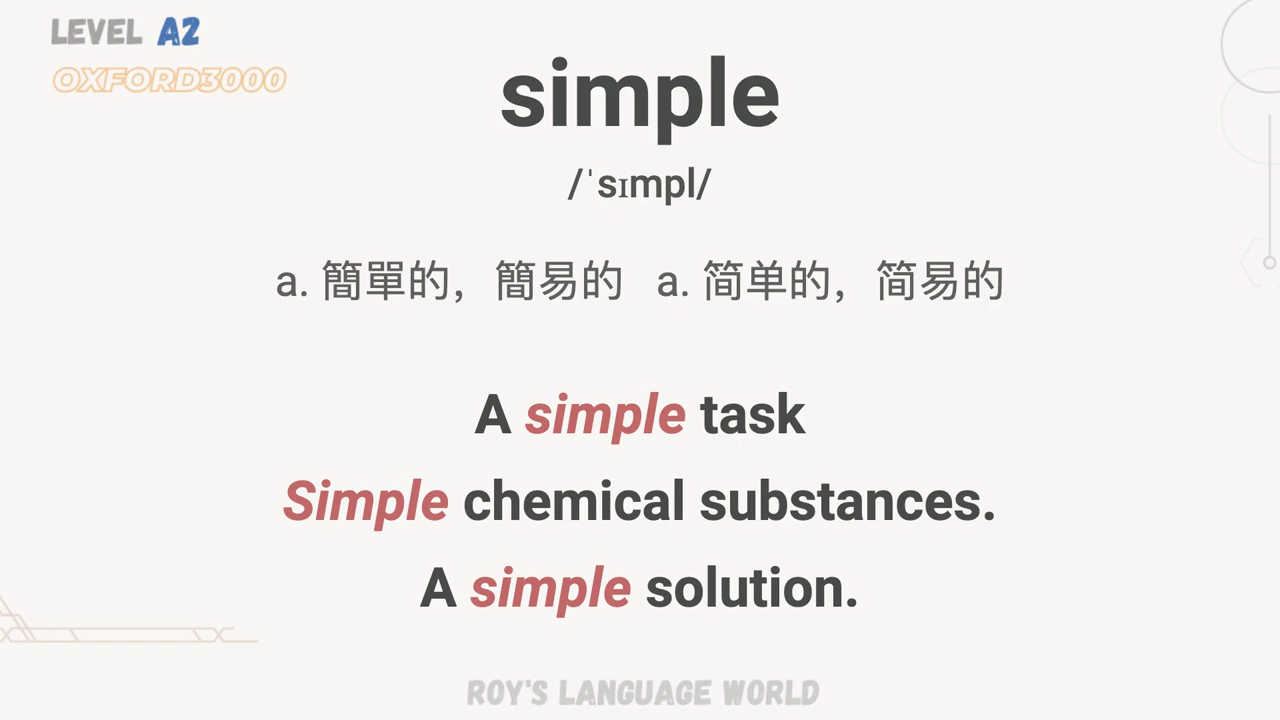 LEVEL A2
OXFORD3000
simple
/ˈsɪmpl/
a. 簡單的，簡易的 a. 简单的，简易的
A simple task
Simple chemical substances.
A simple solution.
ROY'S LANGUAGE WORLD